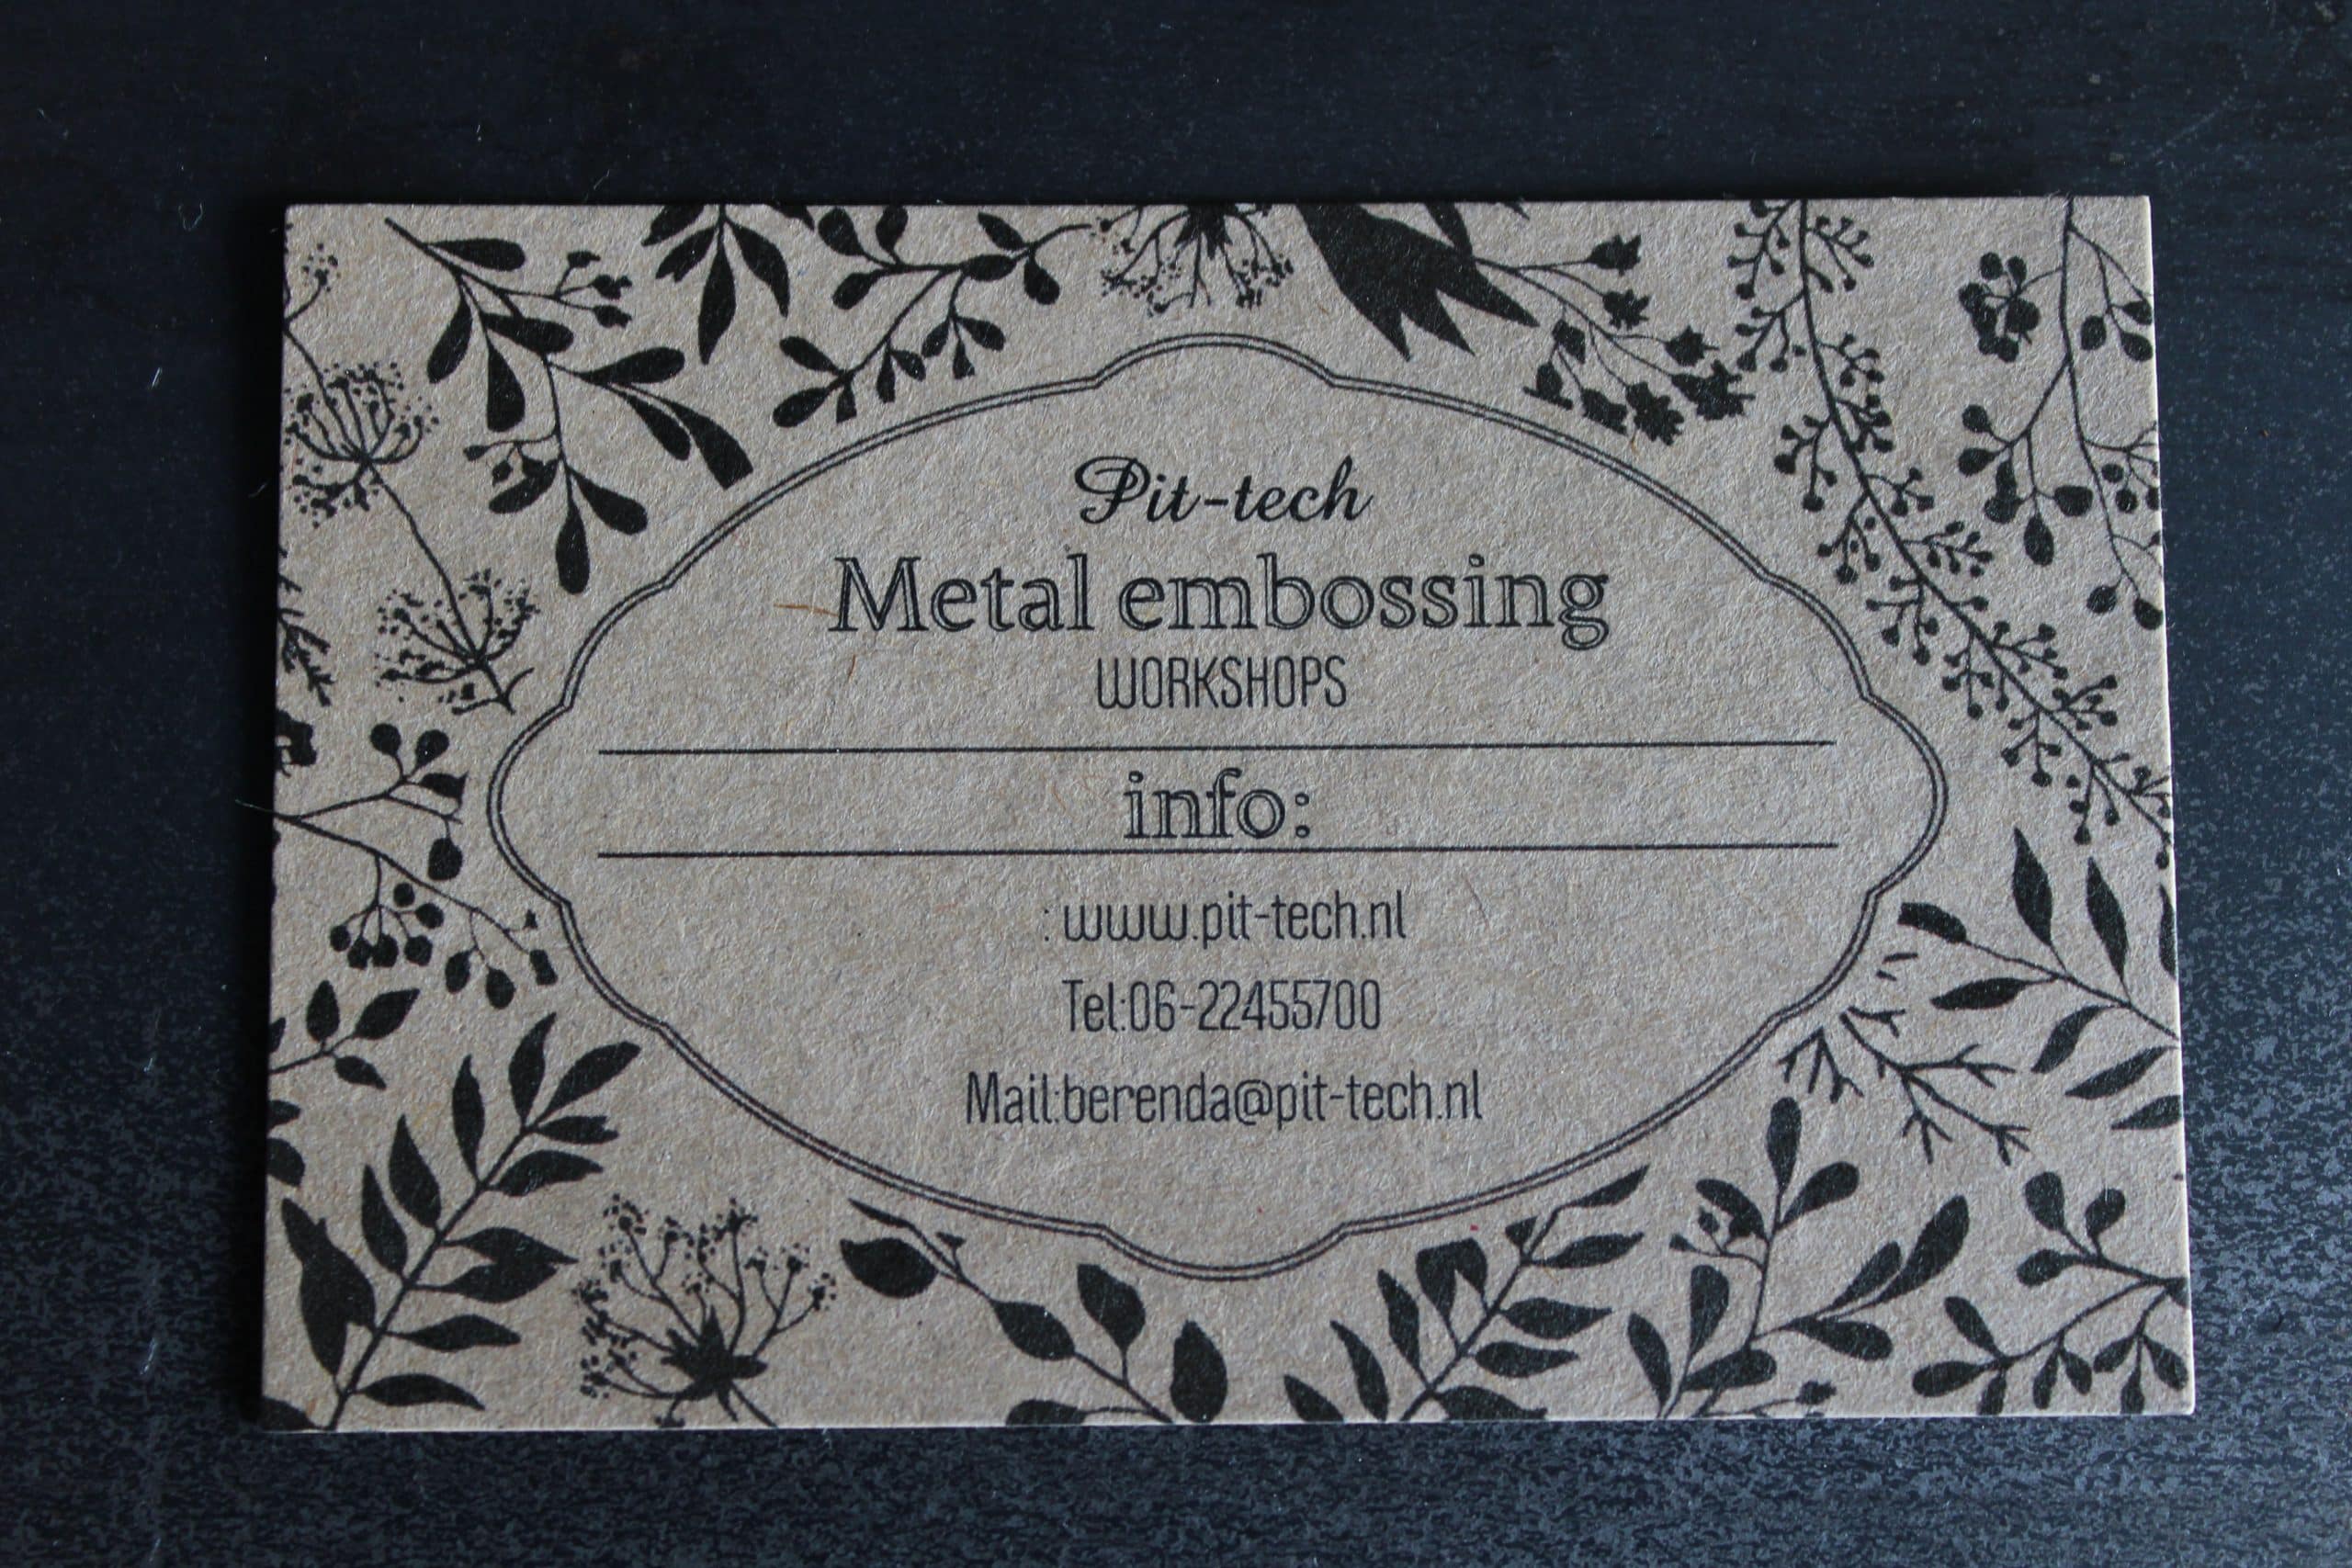 Pit-tech
Metal embossing
WORKSHOPS
info:
: www.pit-tech.nl
Tel:06-22455700
Mail:berenda@pit-tech.nl